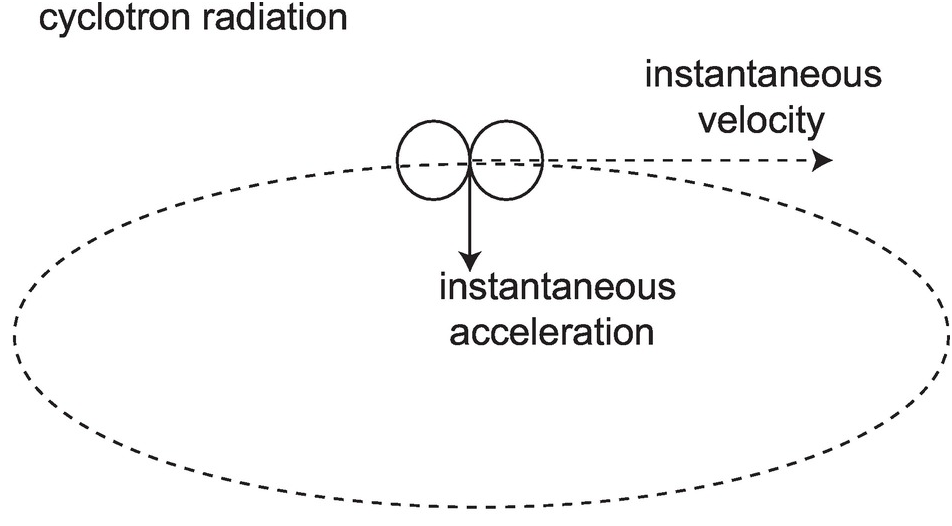 cyclotron radiation
instantaneous
velocity
instantaneous
acceleration